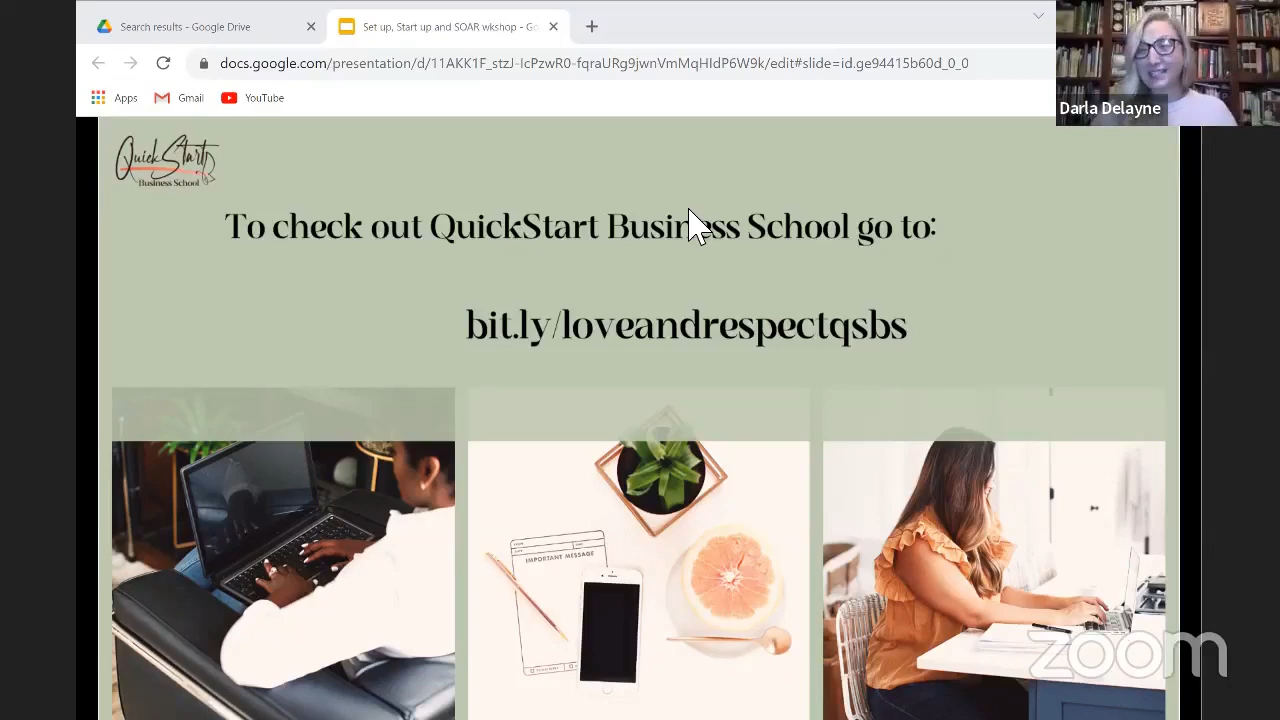 Search results - Google Drive
Set up, Start up and SOAR wkshop - Go
docs.google.com/presentation/d/11AKK1F_stzJ-IcPzwR0-fqraURg9jwnVmMqHIdP6W9k/edit#slide=id.ge94415b60d_0_0
Apps
Gmail
YouTube
Darla Delayne
QuickStart
Business School
To check out QuickStart Business School go to:
bit.ly/loveandrespectqsbs
IMPORTANT MESSAGE
zoom